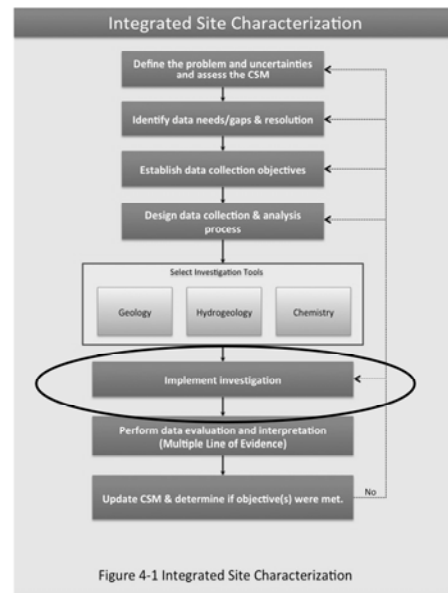 Integrated Site Characterization
Define the problem and uncertainties
and assess the CSM
Identify data needs/gaps & resolution
Establish data collection objectives
Design data collection & analysis
process
Select Investigation Tools
Geology
Hydrogeology
Chemistry
Implement investigation
Perform data evaluation and interpretation
(Multiple Line of Evidence)
Update CSM & determine if objective(s) were met.
No
Figure 4-1 Integrated Site Characterization